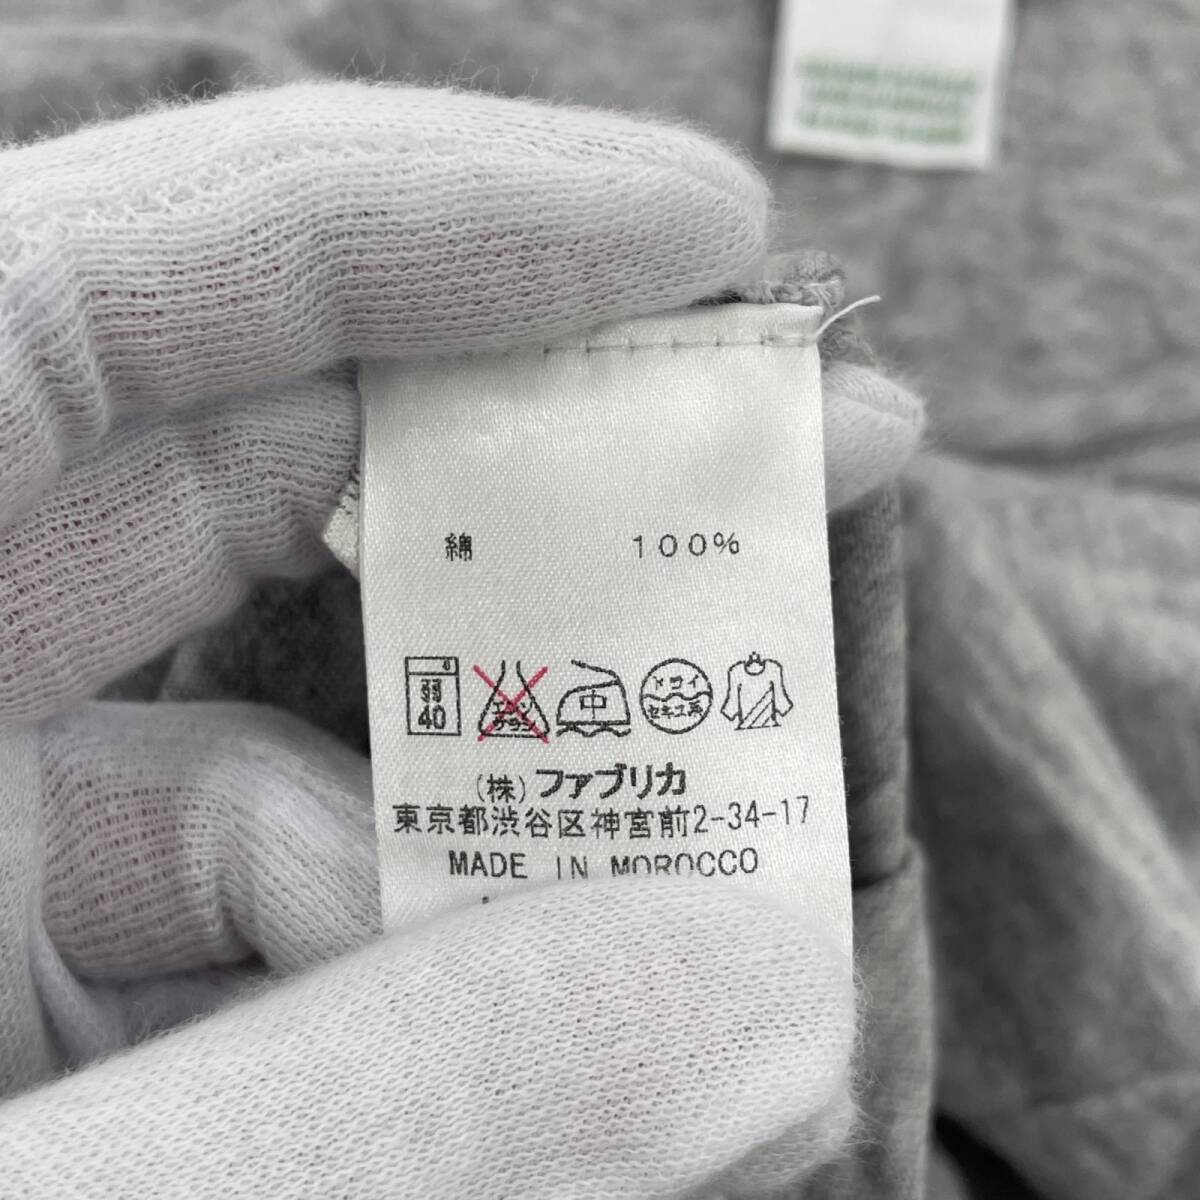 綿 100%
弱 40
エンソ サラシ 中 ドライ セキユ系
(株)ファブリカ
東京都渋谷区神宮前2-34-17
MADE IN MOROCCO